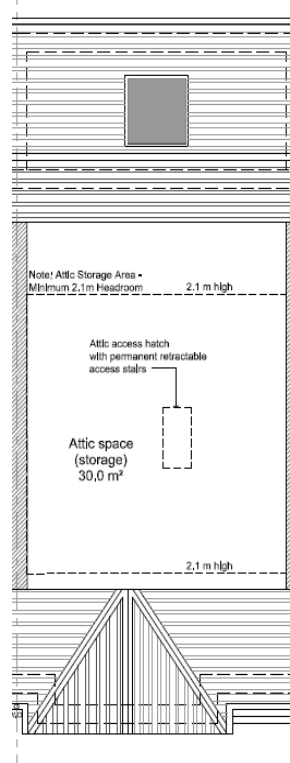 Note: Attic Storage Area -
Minimum 2.1m Headroom
2.1 m high
Attic access hatch
with permanent retractable
access stairs
Attic space
(storage)
30,0 m²
2.1 m high